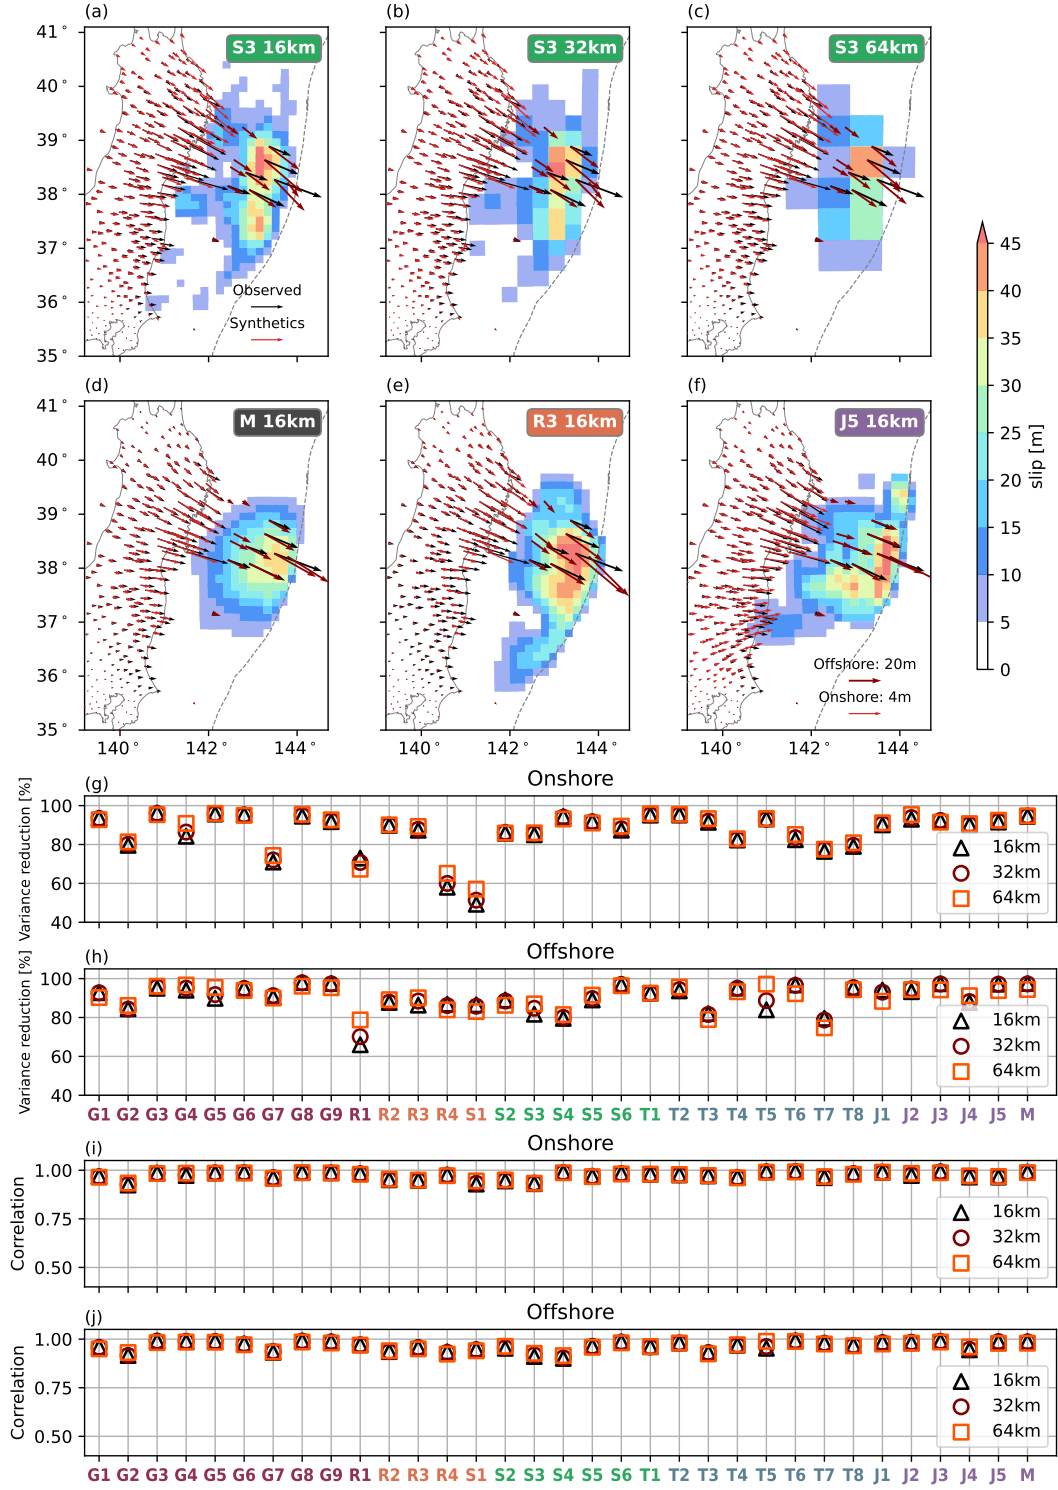 (a) (b) (c)
S3 16km S3 32km S3 64km
41°
40°
39°
38°
37°
36°
35°
Observed
Synthetics
(d) (e) (f)
M 16km R3 16km J5 16km
41°
40°
39°
38°
37°
36°
35°
Offshore: 20m
Onshore: 4m
140° 142° 144° 140° 142° 144° 140° 142° 144°
45
40
35
30
25
20
15
10
5
0
slip [m]
(g) Onshore
Variance reduction [%]
100
80
60
40
16km
32km
64km
(h) Offshore
Variance reduction [%]
100
80
60
40
16km
32km
64km
G1 G2 G3 G4 G5 G6 G7 G8 G9 R1 R2 R3 R4 S1 S2 S3 S4 S5 S6 T1 T2 T3 T4 T5 T6 T7 T8 J1 J2 J3 J4 J5 M
(i) Onshore
Correlation
1.00
0.75
0.50
16km
32km
64km
(j) Offshore
Correlation
1.00
0.75
0.50
16km
32km
64km
G1 G2 G3 G4 G5 G6 G7 G8 G9 R1 R2 R3 R4 S1 S2 S3 S4 S5 S6 T1 T2 T3 T4 T5 T6 T7 T8 J1 J2 J3 J4 J5 M